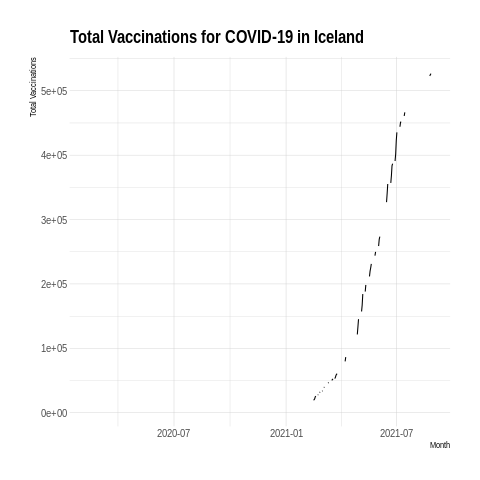 Total Vaccinations for COVID-19 in Iceland
Total Vaccinations
5e+05
4e+05
3e+05
2e+05
1e+05
0e+00
2020-07
2021-01
2021-07
Month